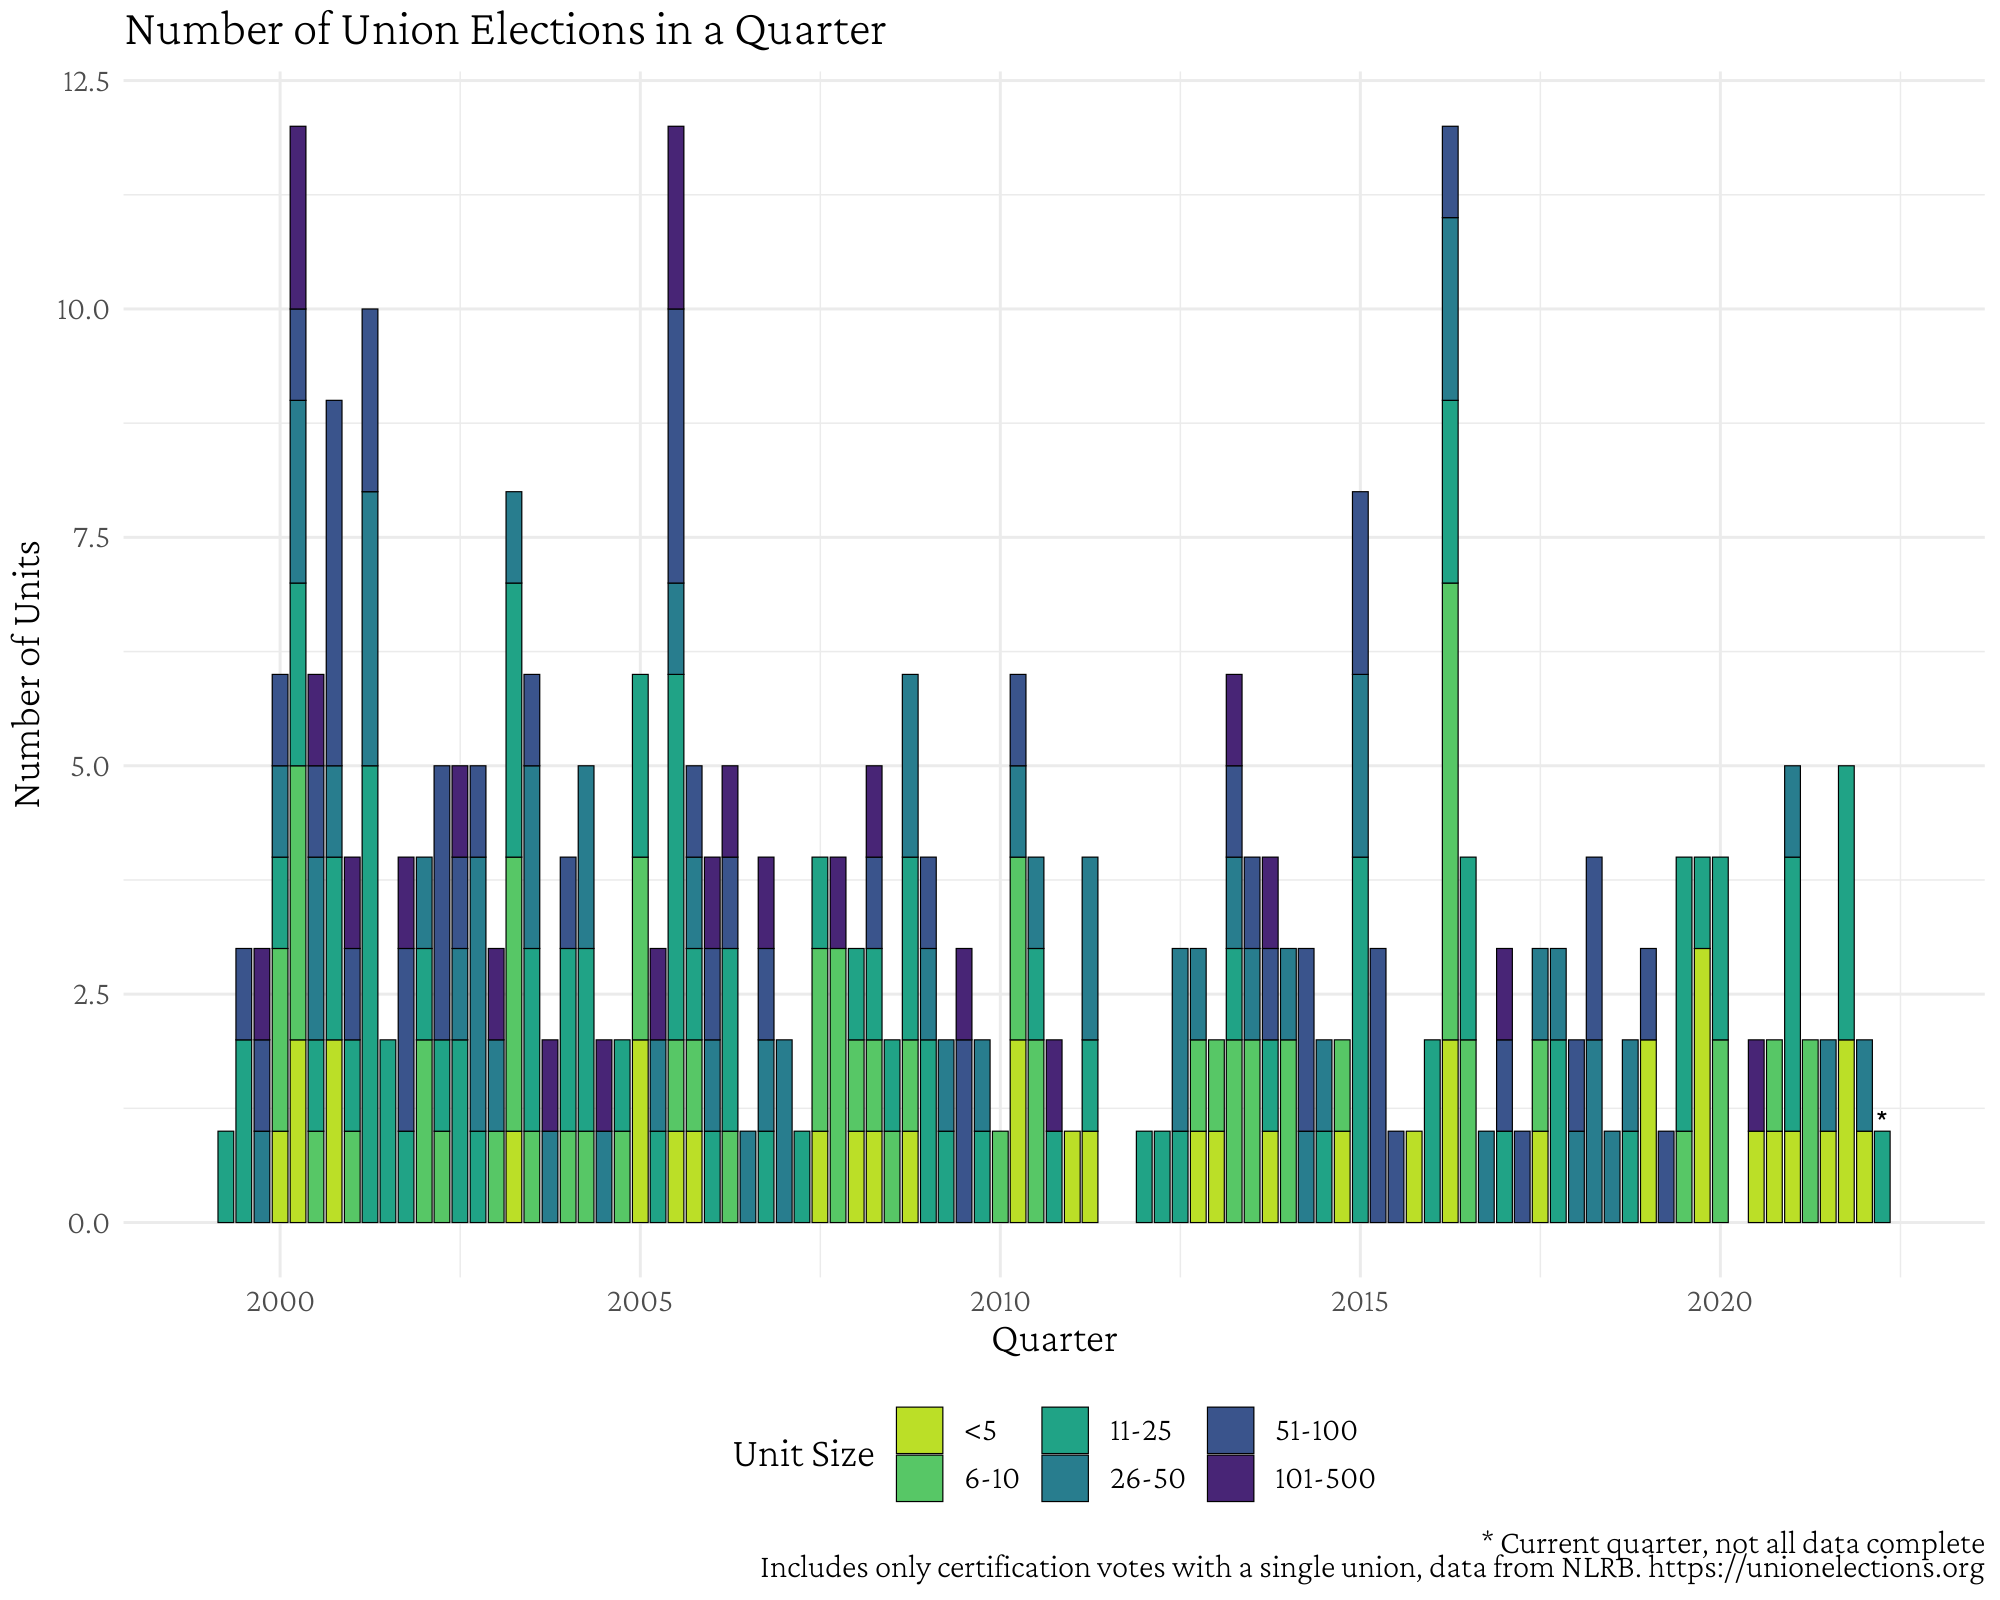 Number of Union Elections in a Quarter
Number of Units
12.5
10.0
7.5
5.0
2.5
0.0
*
2000 2005 2010 2015 2020
Quarter
Unit Size
<5 11-25 51-100
6-10 26-50 101-500
* Current quarter, not all data complete
Includes only certification votes with a single union, data from NLRB. https://unionelections.org